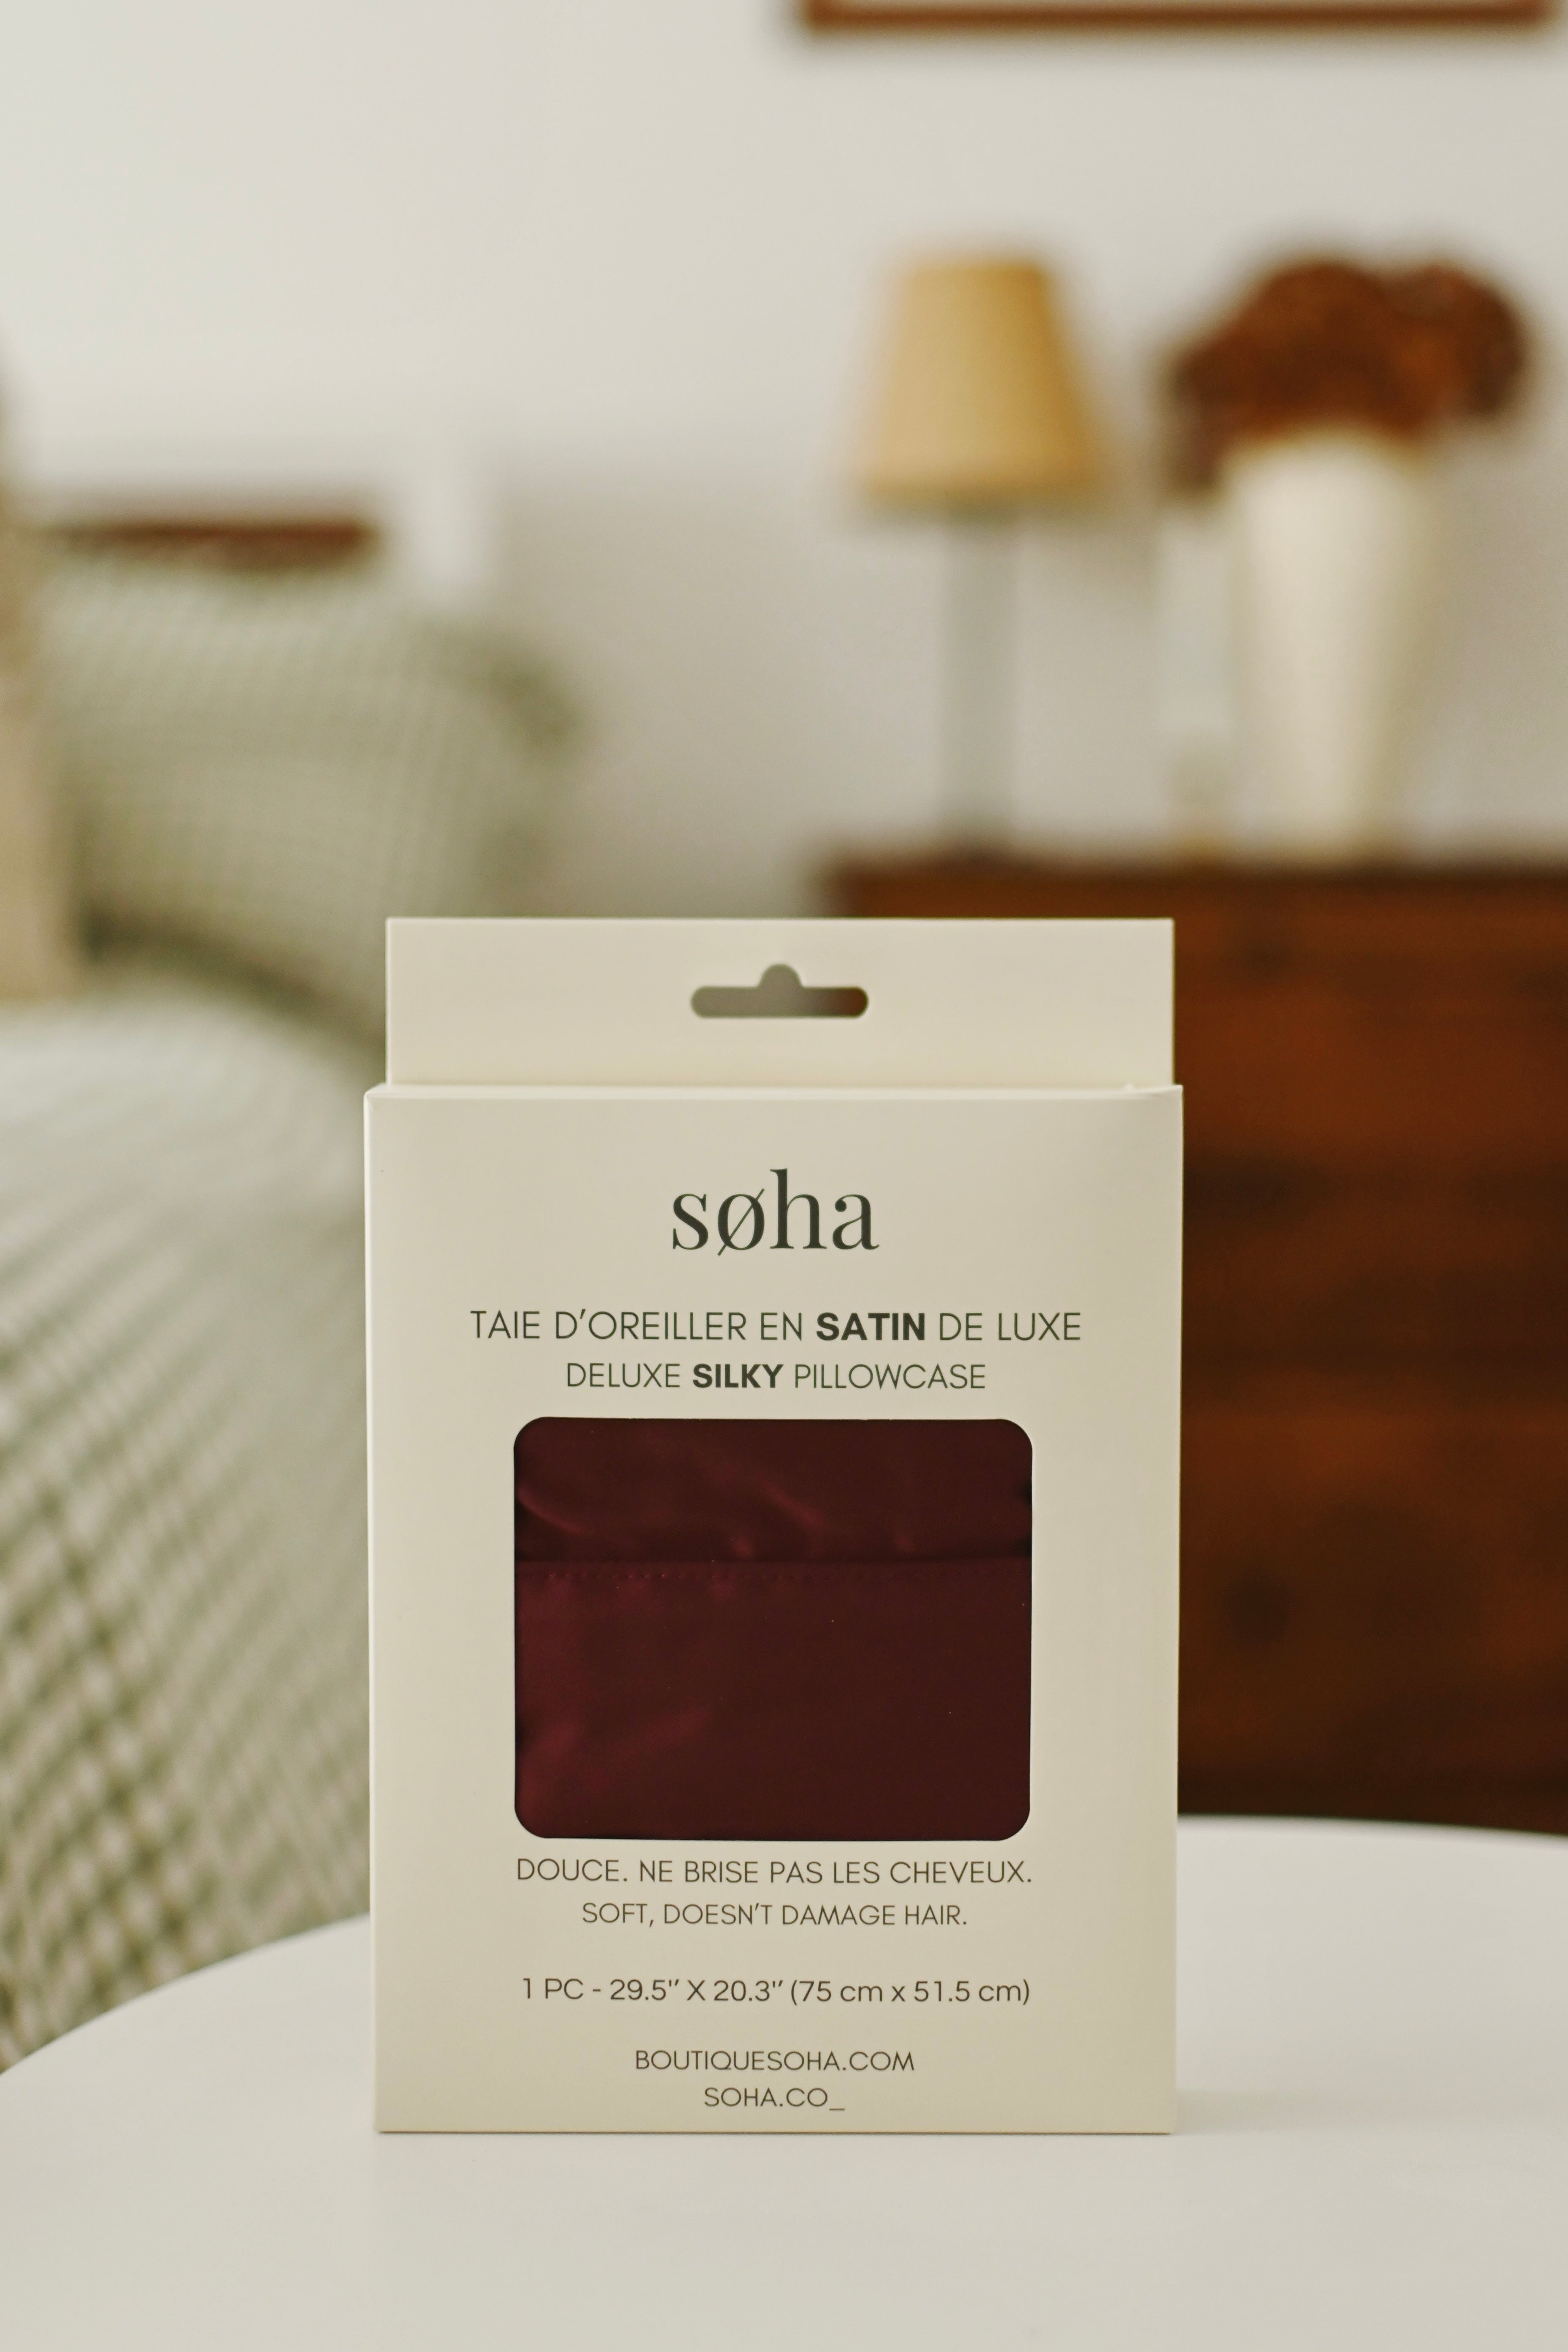 søha
TAIE D'OREILLER EN SATIN DE LUXE
DELUXE SILKY PILLOWCASE
DOUCE. NE BRISE PAS LES CHEVEUX.
SOFT, DOESN'T DAMAGE HAIR.
1 PC - 29.5" X 20.3" (75 cm x 51.5 cm)
BOUTIQUESOHA.COM
SOHA.CO_